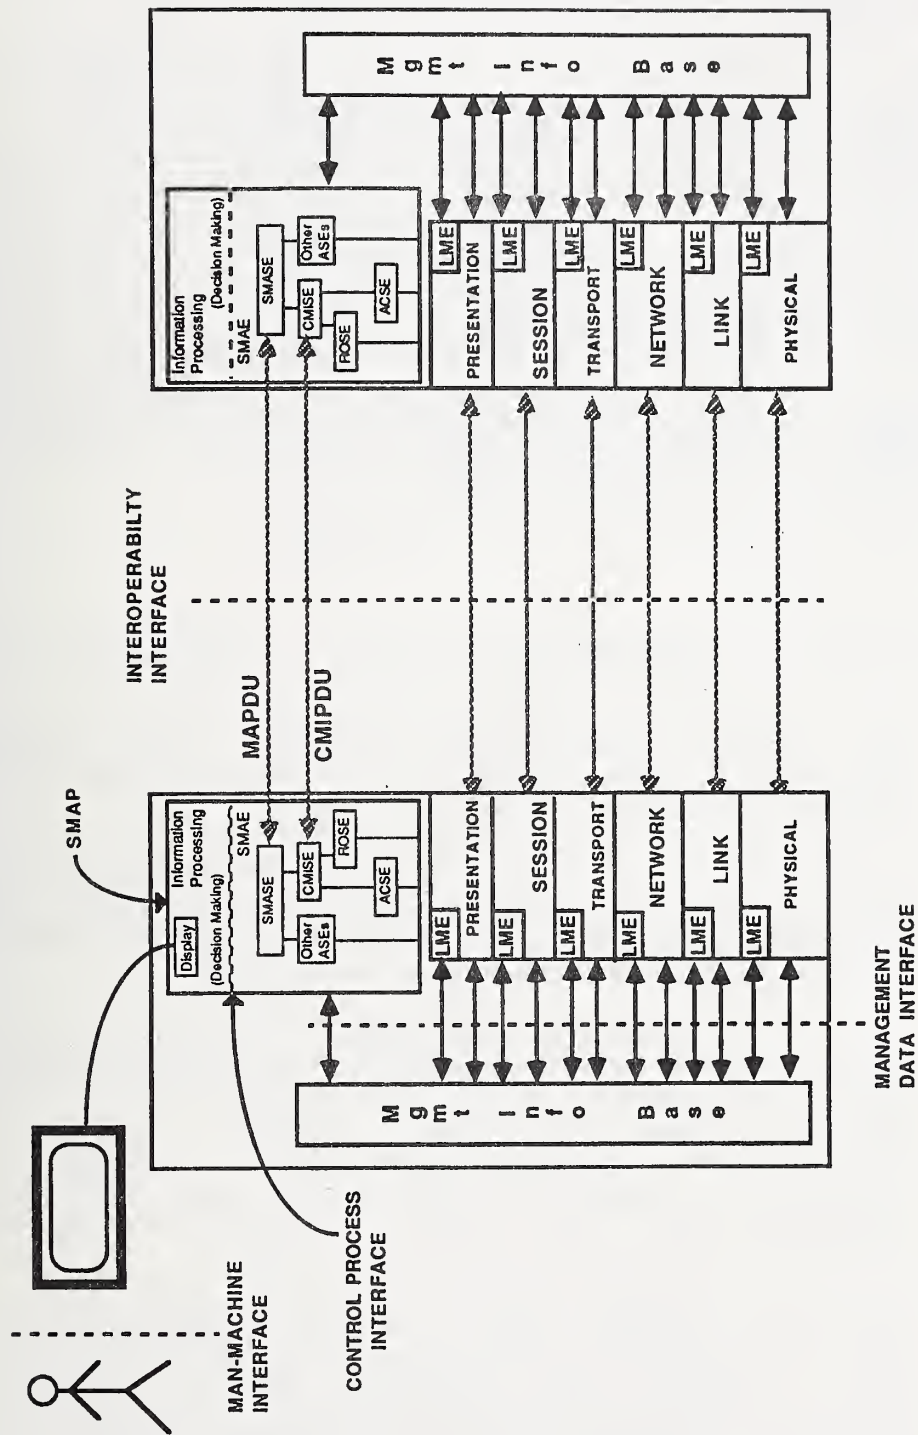 MAN-MACHINE
INTERFACE
CONTROL PROCESS
INTERFACE
SMAP
Display
Information
Processing
(Decision Making)
SMAE
SMASE
Other
ASEs
CMISE
ROSE
ACSE
Mgmt Info Base
LME
PRESENTATION
LME
SESSION
LME
TRANSPORT
LME
NETWORK
LME
LINK
LME
PHYSICAL
MANAGEMENT
DATA INTERFACE
MAPDU
CMIPDU
INTEROPERABILTY
INTERFACE
Information
Processing
(Decision Making)
SMAE
SMASE
CMISE
Other
ASEs
ROSE
ACSE
LME
PRESENTATION
LME
SESSION
LME
TRANSPORT
LME
NETWORK
LME
LINK
LME
PHYSICAL
Mgmt Info Base